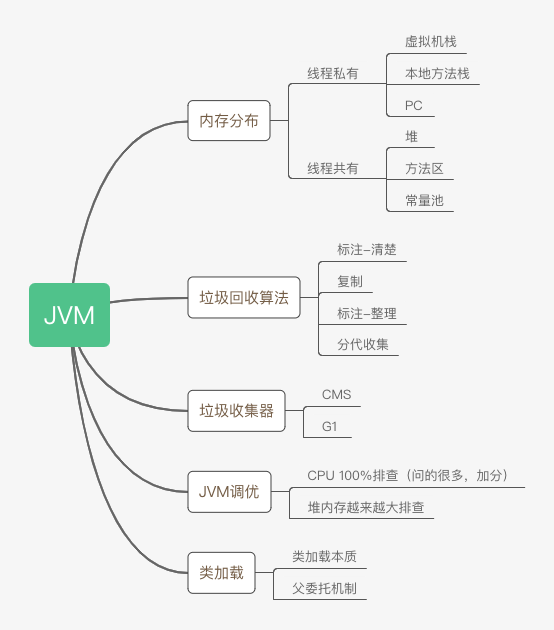 JVM
内存分布
线程私有
虚拟机栈
本地方法栈
PC
线程共有
堆
方法区
常量池
垃圾回收算法
标注-清楚
复制
标注-整理
分代收集
垃圾收集器
CMS
G1
JVM调优
CPU 100%排查（问的很多，加分）
堆内存越来越大排查
类加载
类加载本质
父委托机制